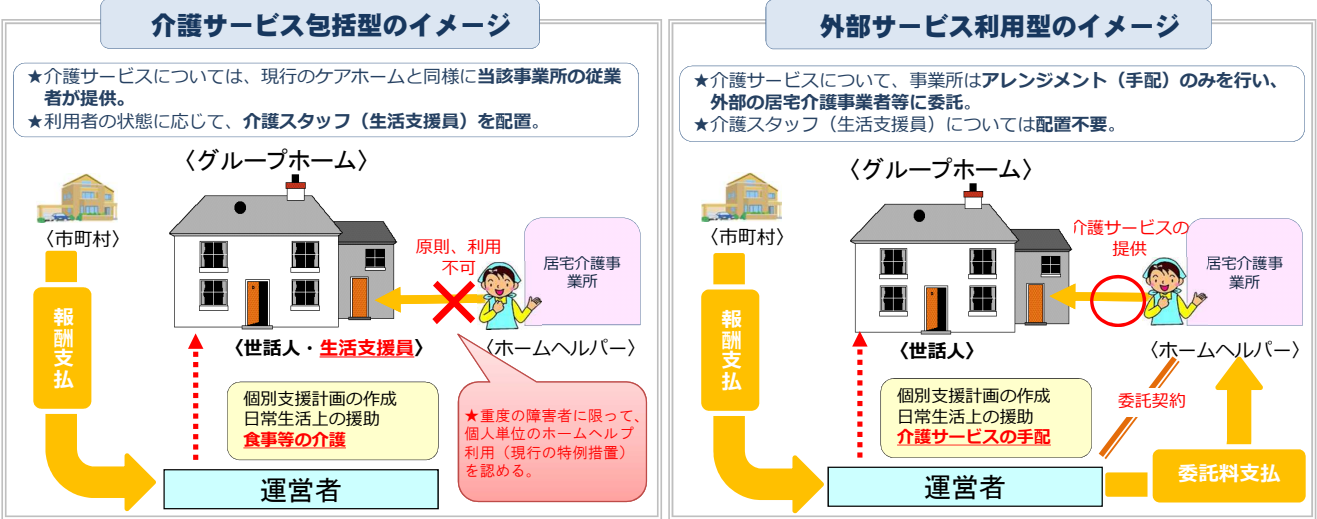 介護サービス包括型のイメージ
★介護サービスについては、現行のケアホームと同様に当該事業所の従業
者が提供。
★利用者の状態に応じて、介護スタッフ（生活支援員）を配置。
〈グループホーム〉
〈市町村〉
原則、利用
不可
居宅介護事
業所
報酬支払
〈世話人・生活支援員〉
〈ホームヘルパー〉
個別支援計画の作成
日常生活上の援助
食事等の介護
★重度の障害者に限って、
個人単位のホームヘルプ
利用（現行の特例措置）
を認める。
運営者
外部サービス利用型のイメージ
★介護サービスについて、事業所はアレンジメント（手配）のみを行い、
外部の居宅介護事業者等に委託。
★介護スタッフ（生活支援員）については配置不要。
〈グループホーム〉
〈市町村〉
介護サービスの
提供
居宅介護事
業所
報酬支払
〈世話人〉
〈ホームヘルパー〉
個別支援計画の作成
日常生活上の援助
介護サービスの手配
委託契約
委託料支払
運営者